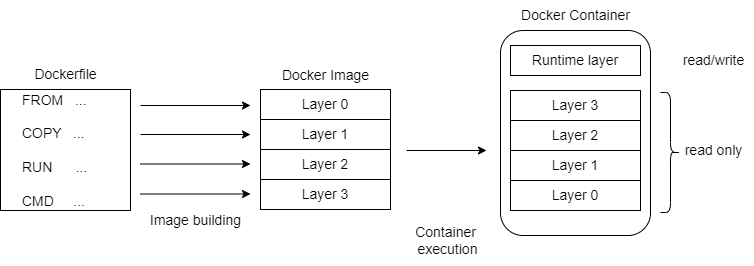 Dockerfile
FROM ...
COPY ...
RUN ...
CMD ...
Image building
Docker Image
Layer 0
Layer 1
Layer 2
Layer 3
Container
execution
Docker Container
Runtime layer
read/write
Layer 3
Layer 2
Layer 1
Layer 0
read only